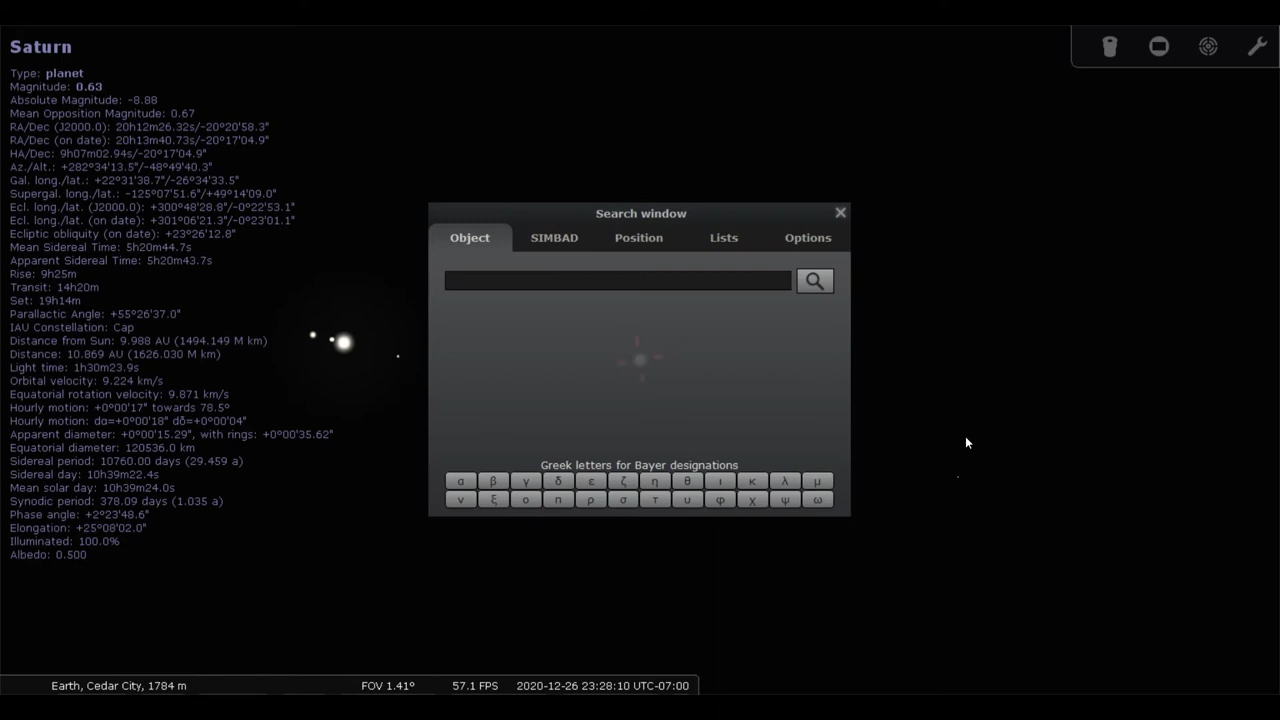 Saturn
Type: planet
Magnitude: 0.63
Absolute Magnitude: -8.88
Mean Opposition Magnitude: 0.67
RA/Dec (J2000.0): 20h12m26.32s/-20°20'58.3"
RA/Dec (on date): 20h13m40.73s/-20°17'04.9"
HA/Dec: 9h07m02.94s/-20°17'04.9"
Az./Alt.: +282°34'13.5"/-48°49'40.3"
Gal. long./lat.: +22°31'38.7"/-26°34'33.5"
Supergal. long./lat.: -125°07'51.6"/+49°14'09.0"
Ecl. long./lat. (J2000.0): +300°48'28.8"/-0°22'53.1"
Ecl. long./lat. (on date): +301°06'21.3"/-0°23'01.1"
Ecliptic obliquity (on date): +23°26'12.8"
Mean Sidereal Time: 5h20m44.7s
Apparent Sidereal Time: 5h20m43.7s
Rise: 9h25m
Transit: 14h20m
Set: 19h14m
Parallactic Angle: +55°26'37.0"
IAU Constellation: Cap
Distance from Sun: 9.988 AU (1494.149 M km)
Distance: 10.869 AU (1626.030 M km)
Light time: 1h30m23.9s
Orbital velocity: 9.224 km/s
Equatorial rotation velocity: 9.871 km/s
Hourly motion: +0°00'17" towards 78.5°
Hourly motion: dα=+0°00'18" dδ=+0°00'04"
Apparent diameter: +0°00'15.29", with rings: +0°00'35.62"
Equatorial diameter: 120536.0 km
Sidereal period: 10760.00 days (29.459 a)
Sidereal day: 10h39m22.4s
Mean solar day: 10h39m24.0s
Synodic period: 378.09 days (1.035 a)
Phase angle: +2°23'48.6"
Elongation: +25°08'02.0"
Illuminated: 100.0%
Albedo: 0.500
Search window
Object SIMBAD Position Lists Options
Greek letters for Bayer designations
α β γ δ ε ζ η θ ι κ λ μ
ν ξ ο π ρ σ τ υ φ χ ψ ω
Earth, Cedar City, 1784 m FOV 1.41° 57.1 FPS 2020-12-26 23:28:10 UTC-07:00